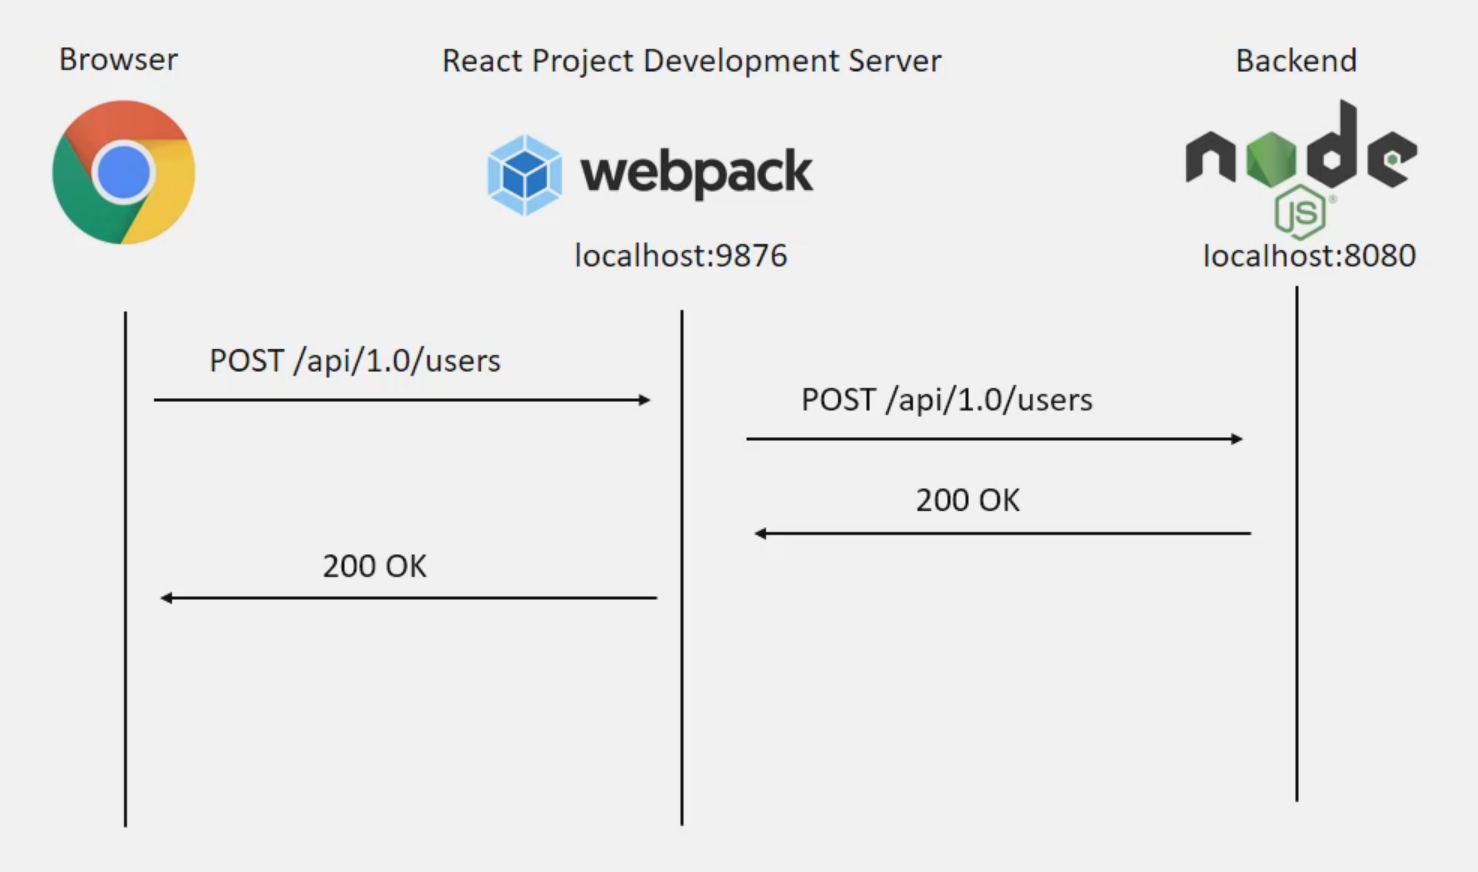 Browser
React Project Development Server
Backend
webpack
node
JS
®
localhost:9876
localhost:8080
POST /api/1.0/users
POST /api/1.0/users
200 OK
200 OK